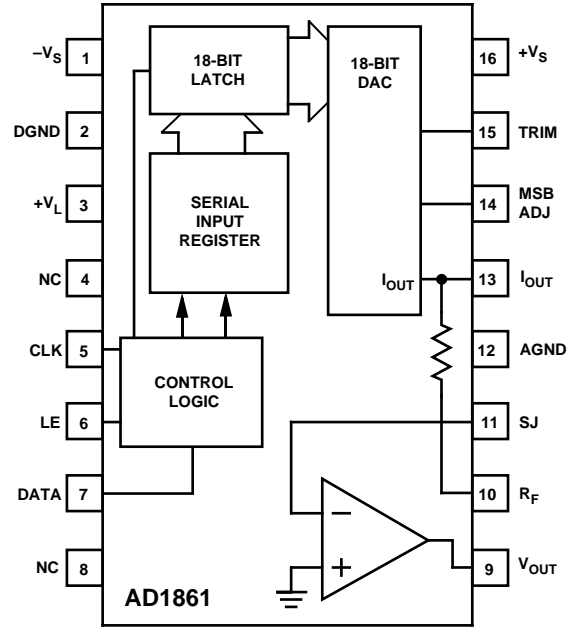 –VS
1
18-BIT
LATCH
18-BIT
DAC
16
+VS
DGND
2
15
TRIM
+VL
3
SERIAL
INPUT
REGISTER
14
MSB
ADJ
NC
4
IOUT
13
IOUT
CLK
5
12
AGND
CONTROL
LOGIC
LE
6
11
SJ
DATA
7
10
RF
–
+
NC
8
9
VOUT
AD1861